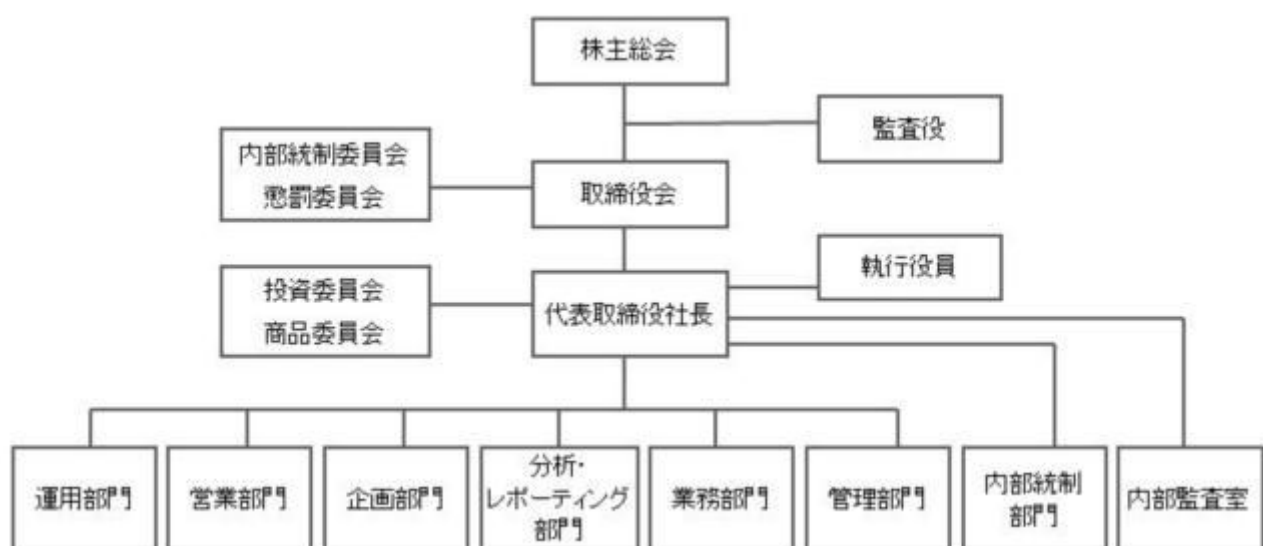 株主総会
監査役
内部統制委員会
懲罰委員会
取締役会
執行役員
投資委員会
商品委員会
代表取締役社長
運用部門
営業部門
企画部門
分析・
レポーティング
部門
業務部門
管理部門
内部統制
部門
内部監査室